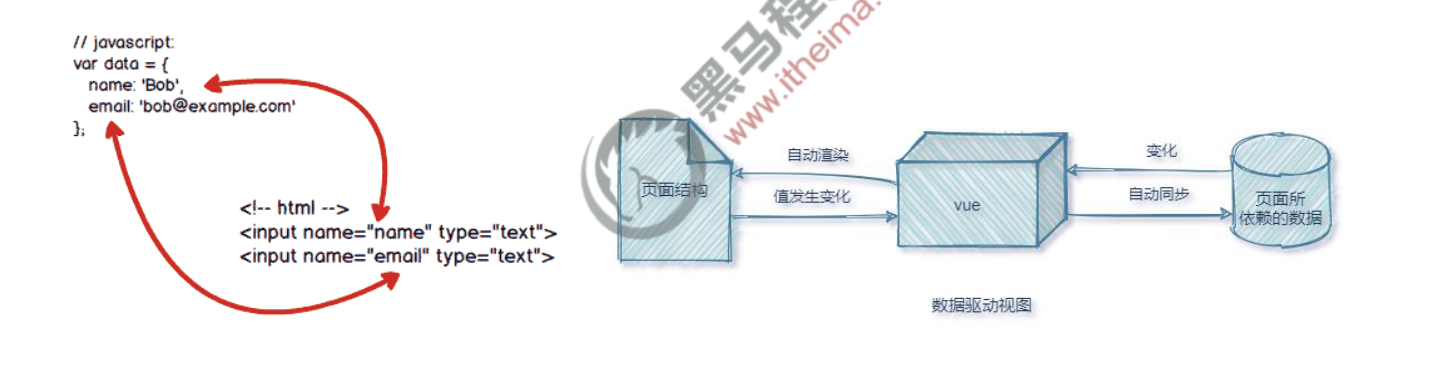 // javascript:
var data = {
name: 'Bob',
email: 'bob@example.com'
};
<!-- html -->
<input name="name" type="text">
<input name="email" type="text">
黑马程
www.itheima.
页面结构
自动渲染
值发生变化
vue
变化
自动同步
页面所
依赖的数据
数据驱动视图